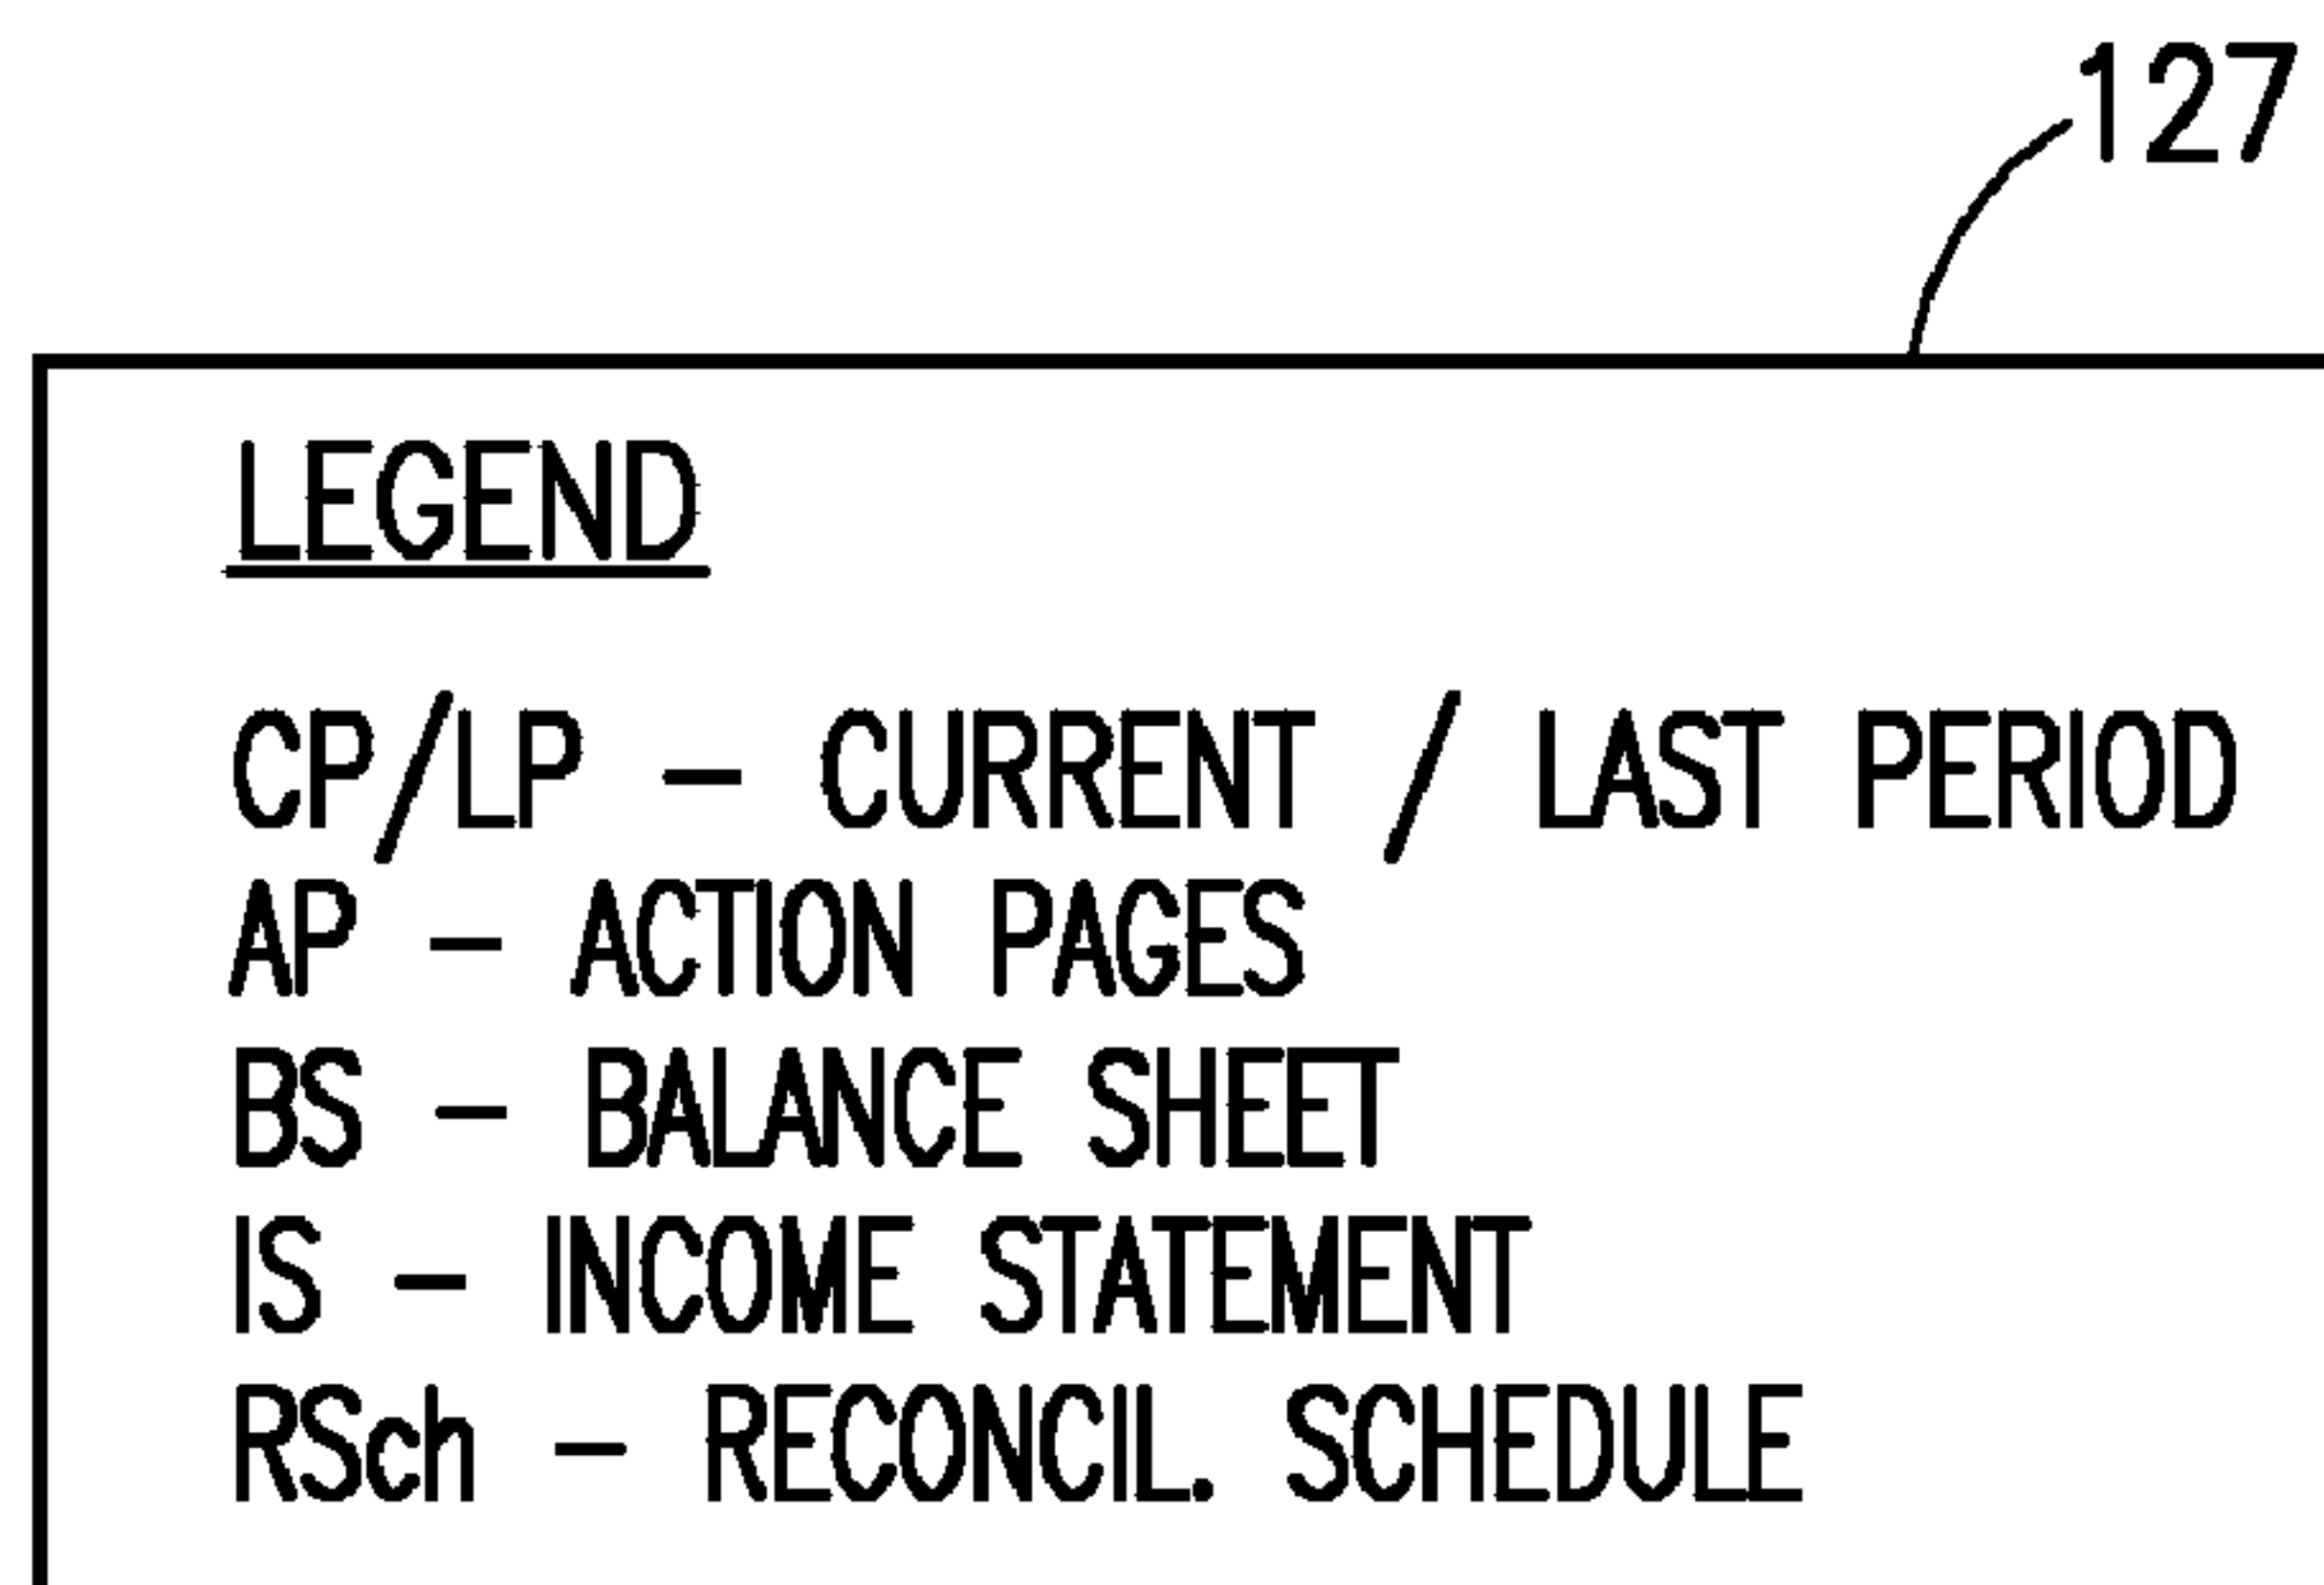 127
LEGEND
CP/LP – CURRENT / LAST PERIOD
AP – ACTION PAGES
BS – BALANCE SHEET
IS – INCOME STATEMENT
RSch – RECONCIL. SCHEDULE